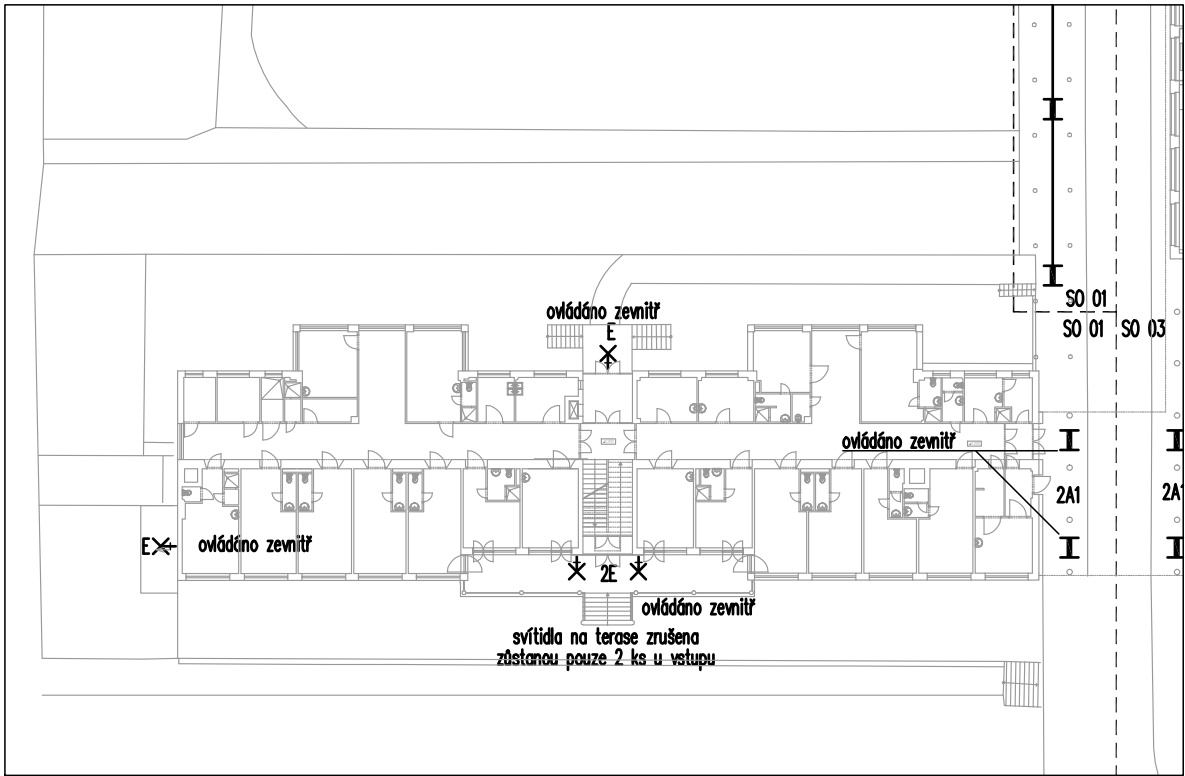 ovládáno zevnitř
E
SO 01
SO 01
SO 03
ovládáno zevnitř
2A1
2A1
E
ovládáno zevnitř
2E
ovládáno zevnitř
svítidla na terase zrušena
zůstanou pouze 2 ks u vstupu